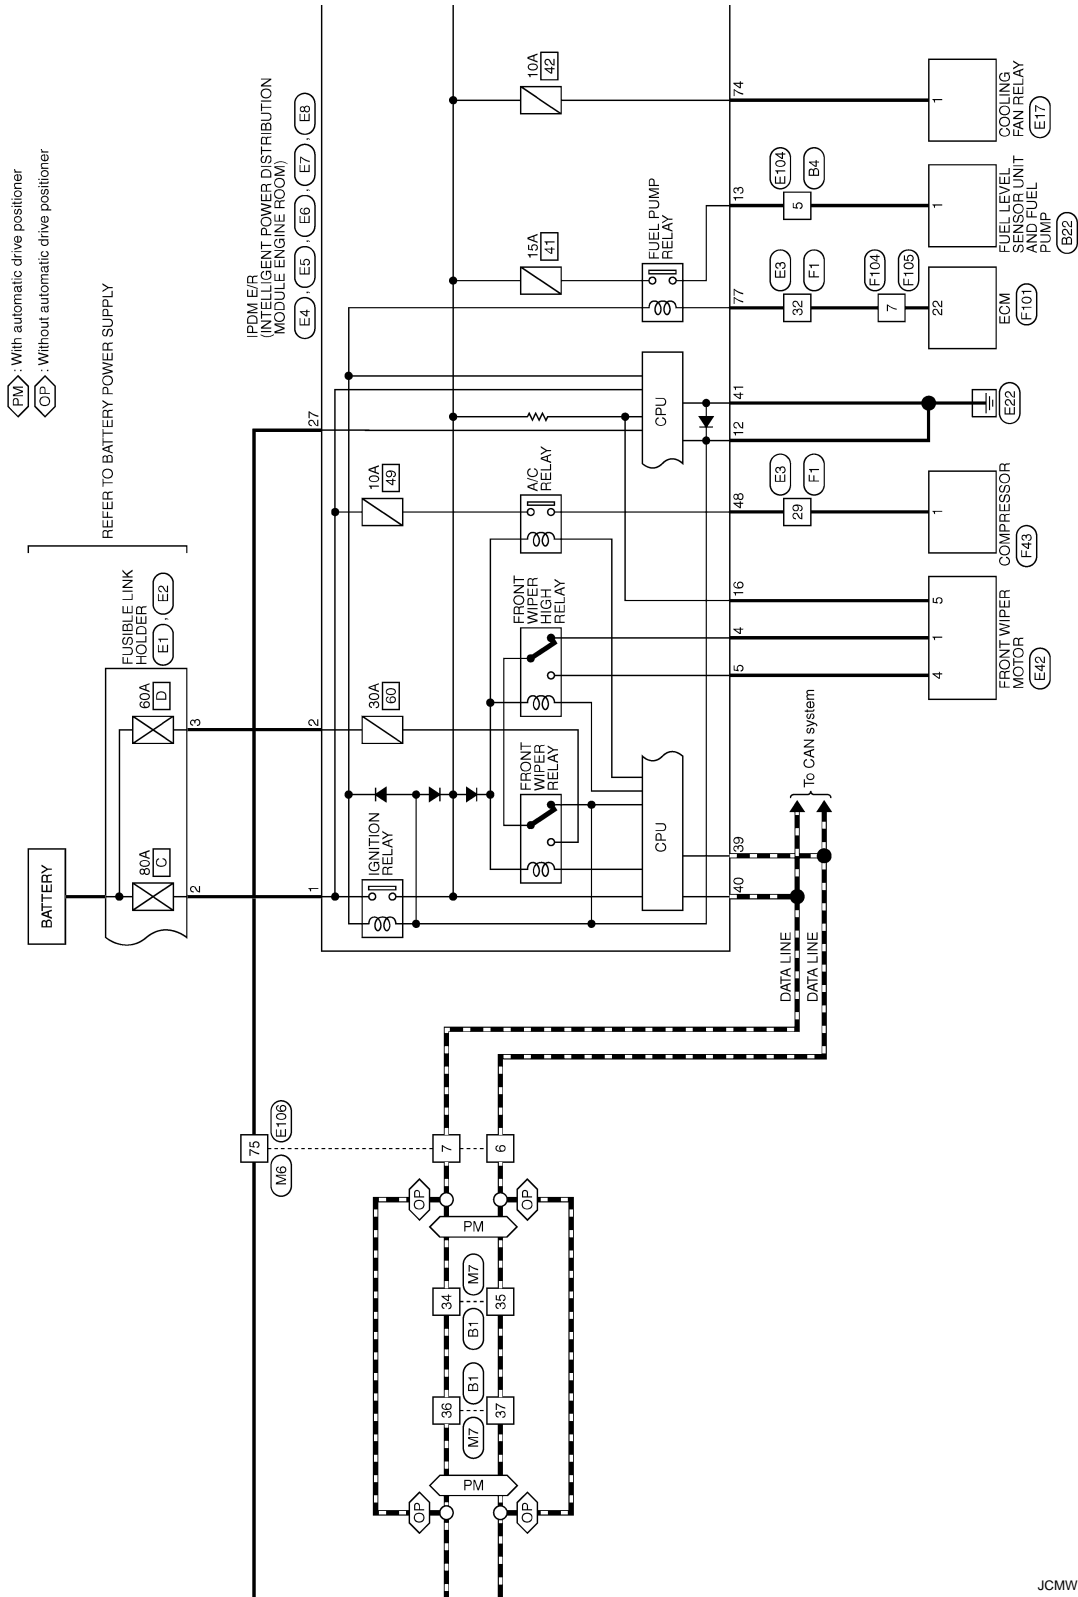 PM : With automatic drive positioner
OP : Without automatic drive positioner
REFER TO BATTERY POWER SUPPLY
BATTERY
FUSIBLE LINK
HOLDER
E1 , E2
80A
C
60A
D
2
3
IPDM E/R
(INTELLIGENT POWER DISTRIBUTION
MODULE ENGINE ROOM)
E4 , E5 , E6 , E7 , E8
1
2
27
IGNITION
RELAY
30A
60
10A
49
FRONT
WIPER
RELAY
FRONT
WIPER
HIGH
RELAY
A/C
RELAY
15A
41
10A
42
FUEL PUMP
RELAY
CPU
CPU
40
39
5
4
16
48
12
41
77
13
74
E3
29
F1
E3
32
F1
F104
7
F105
E104
5
B4
To CAN system
DATA LINE
DATA LINE
4
1
5
FRONT WIPER
MOTOR
E42
1
COMPRESSOR
F43
E22
22
ECM
F101
1
FUEL LEVEL
SENSOR UNIT
AND FUEL
PUMP
B22
1
COOLING
FAN RELAY
E17
75
M6
E106
7
6
OP
OP
PM
34
35
B1
M7
36
37
M7
B1
PM
OP
OP
JCMW